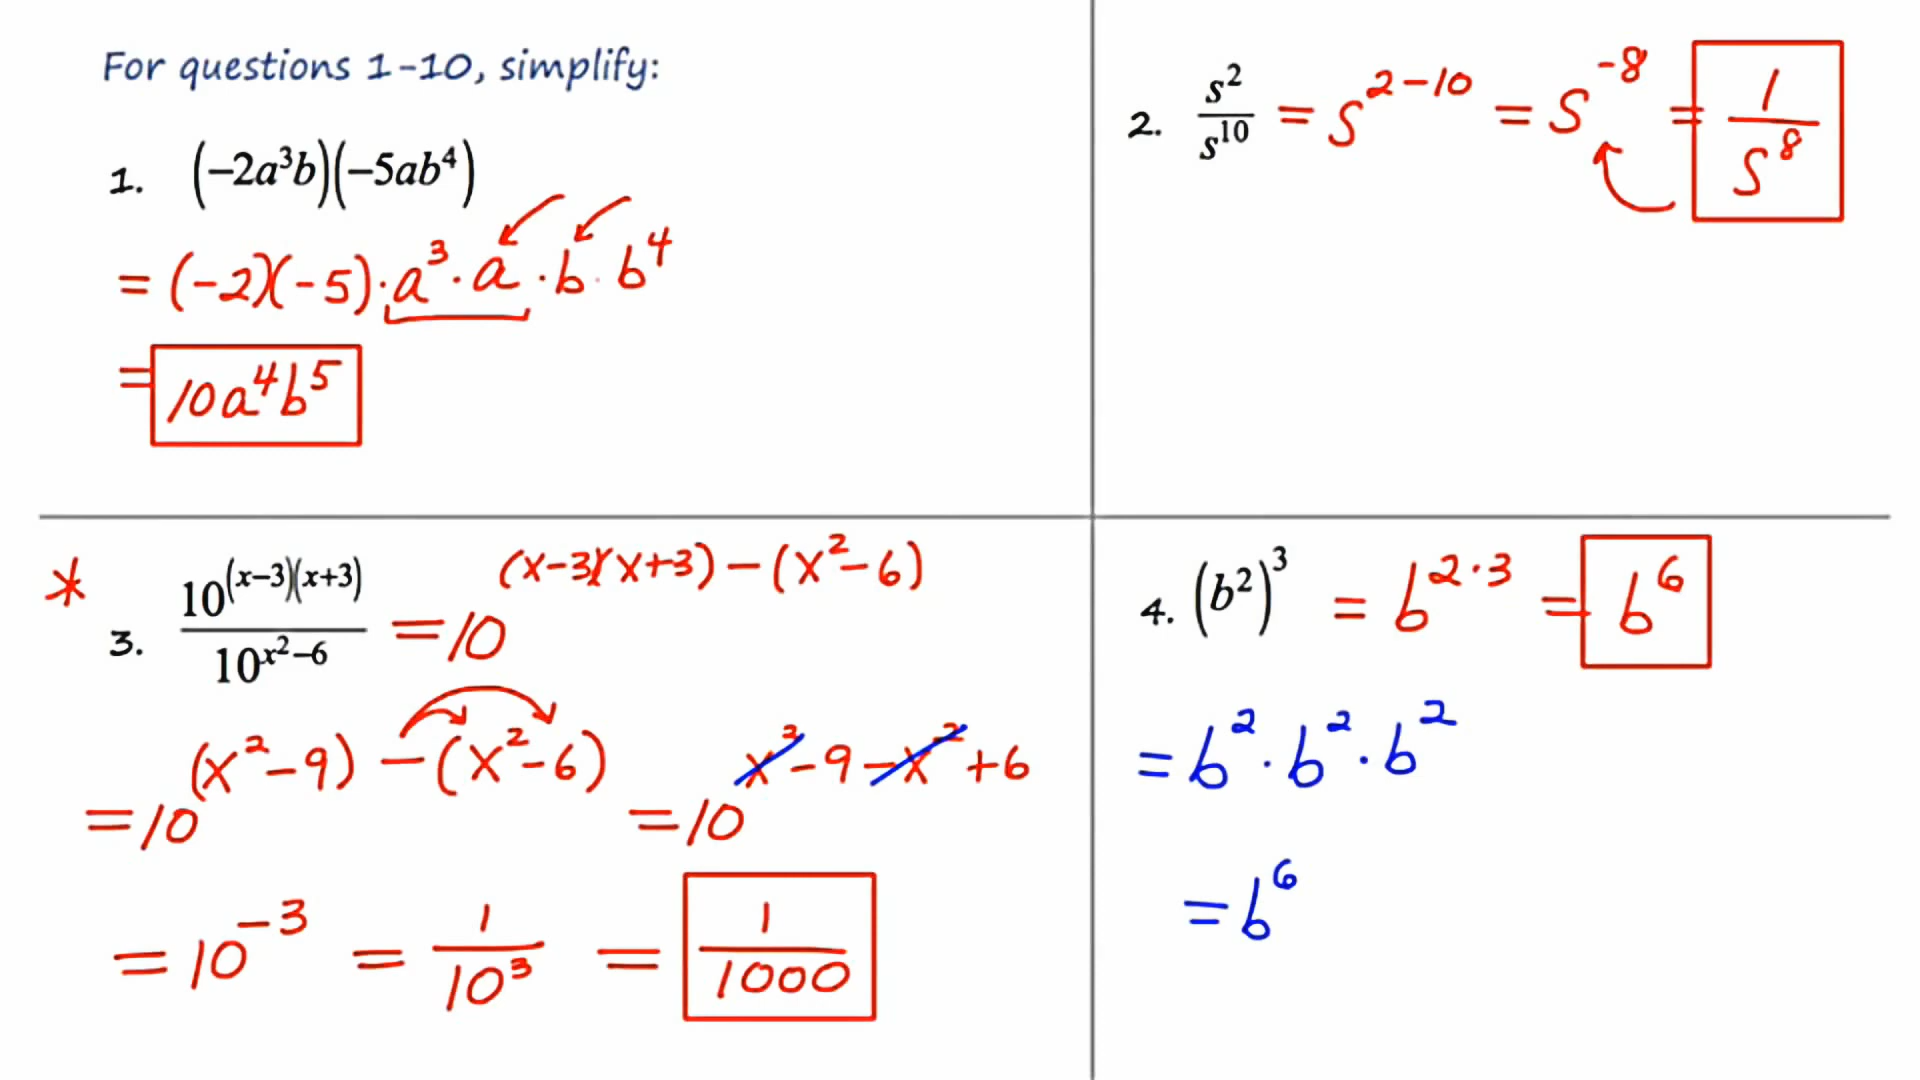 For questions 1-10, simplify:
1. (−2a³b)(−5ab⁴)
= (-2)(-5)·a³·a·b·b⁴
= 10a⁴b⁵
2. s²/s¹⁰ = s²⁻¹⁰ = s⁻⁸ = 1/s⁸
* 3. 10^((x−3)(x+3)) / 10^(x²−6) = 10^((x-3)(x+3)-(x²-6))
= 10^((x²-9)-(x²-6)) = 10^(x²-9-x²+6)
= 10⁻³ = 1/10³ = 1/1000
4. (b²)³ = b^(2·3) = b⁶
= b²·b²·b²
= b⁶